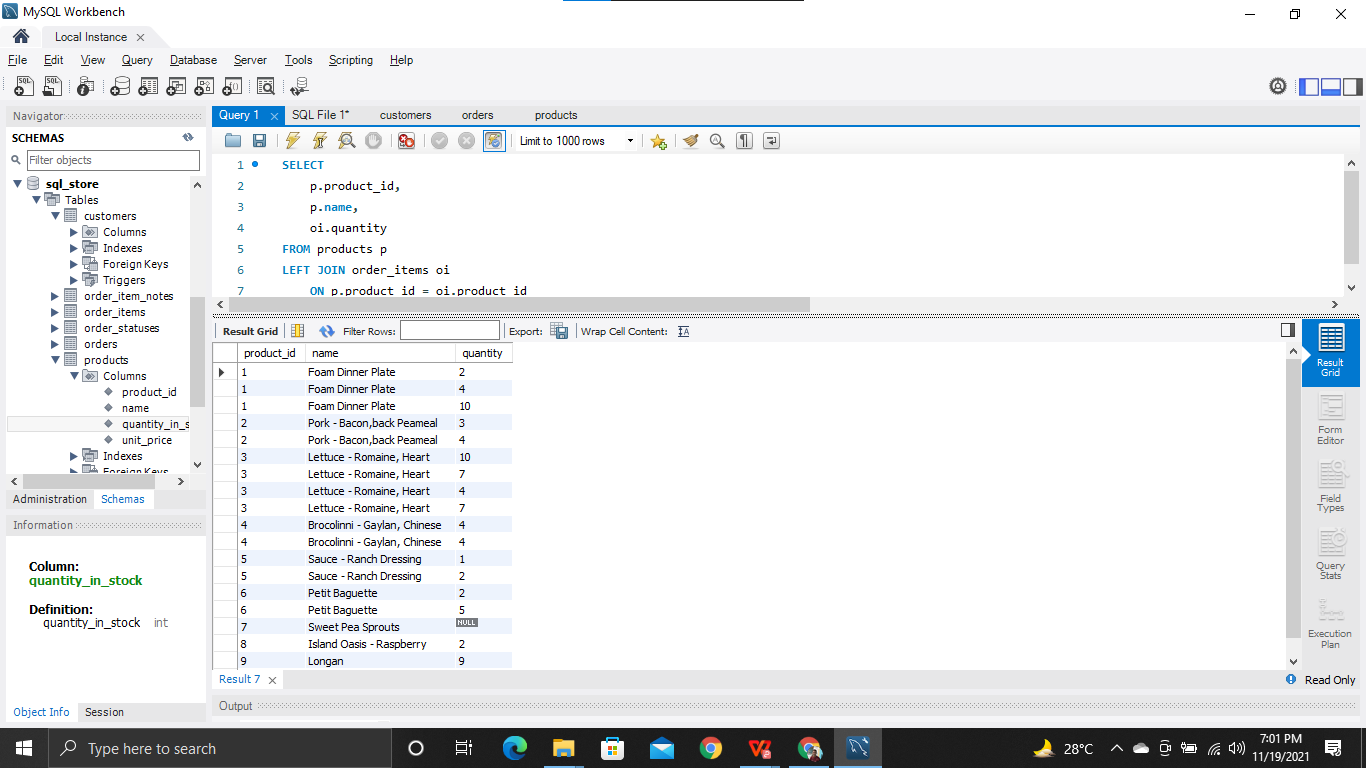 MySQL Workbench
Local Instance
File Edit View Query Database Server Tools Scripting Help
Navigator
SCHEMAS
Filter objects
sql_store
Tables
customers
Columns
Indexes
Foreign Keys
Triggers
order_item_notes
order_items
order_statuses
orders
products
Columns
product_id
name
quantity_in_s
unit_price
Indexes
Foreign Keys
Administration Schemas
Information
Column:
quantity_in_stock
Definition:
quantity_in_stock int
Object Info Session
Query 1 SQL File 1* customers orders products
Limit to 1000 rows
1 SELECT
2 p.product_id,
3 p.name,
4 oi.quantity
5 FROM products p
6 LEFT JOIN order_items oi
7 ON p.product_id = oi.product_id
Result Grid Filter Rows: Export: Wrap Cell Content:
product_id name quantity
1 Foam Dinner Plate 2
1 Foam Dinner Plate 4
1 Foam Dinner Plate 10
2 Pork - Bacon,back Peameal 3
2 Pork - Bacon,back Peameal 4
3 Lettuce - Romaine, Heart 10
3 Lettuce - Romaine, Heart 7
3 Lettuce - Romaine, Heart 4
3 Lettuce - Romaine, Heart 7
4 Brocolinni - Gaylan, Chinese 4
4 Brocolinni - Gaylan, Chinese 4
5 Sauce - Ranch Dressing 1
5 Sauce - Ranch Dressing 2
6 Petit Baguette 2
6 Petit Baguette 5
7 Sweet Pea Sprouts NULL
8 Island Oasis - Raspberry 2
9 Longan 9
Result
Grid
Form
Editor
Field
Types
Query
Stats
Execution
Plan
Result 7
Read Only
Output
Type here to search
28°C
7:01 PM
11/19/2021